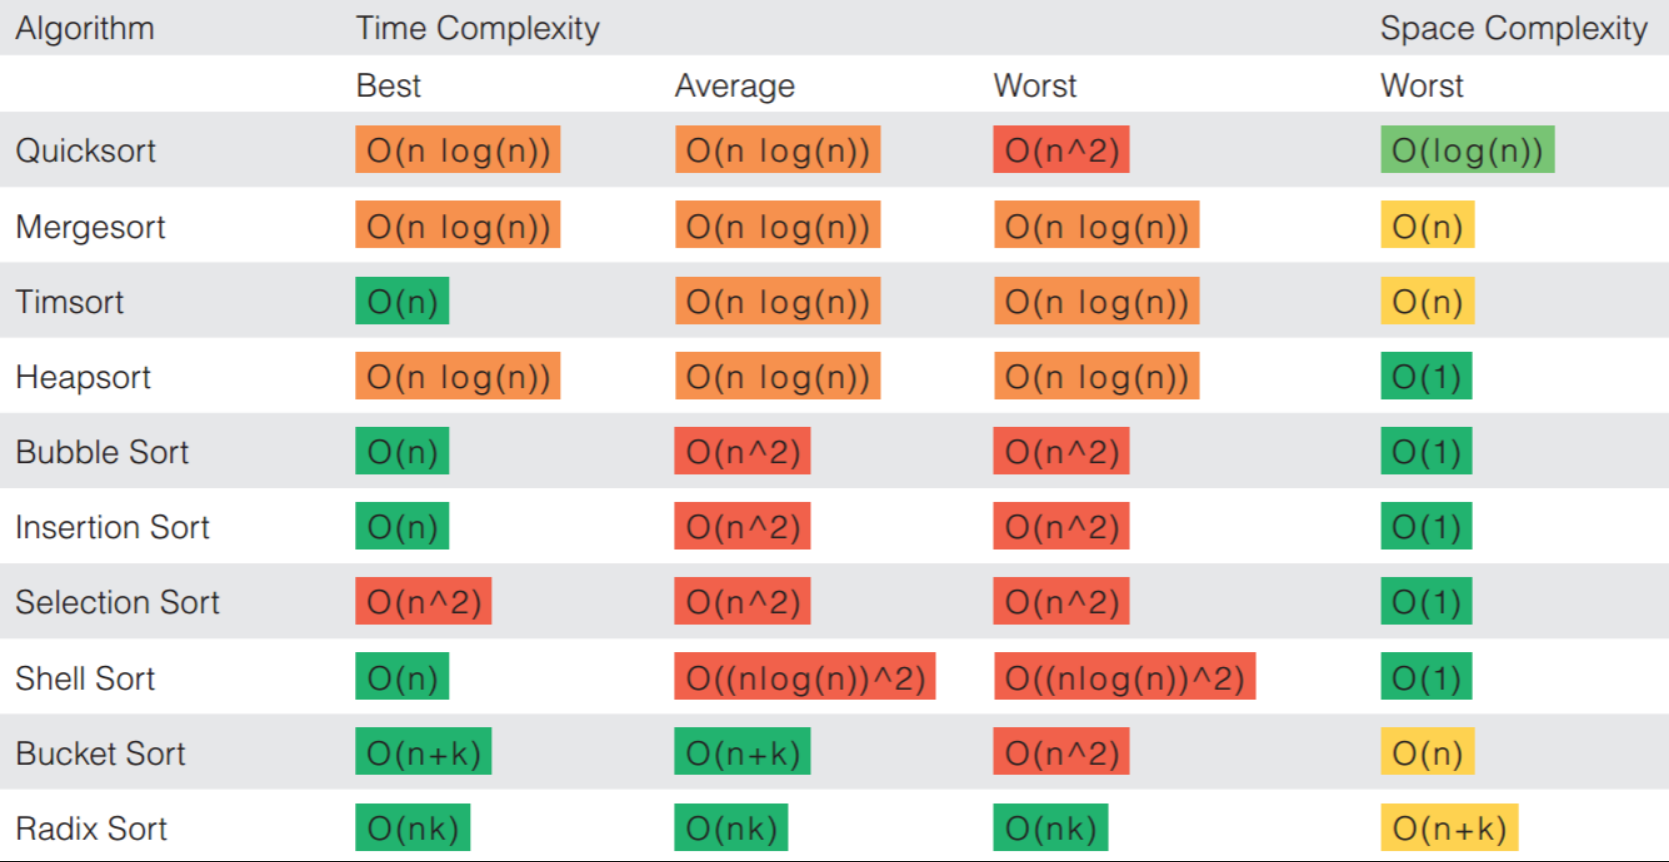 Algorithm Time Complexity Space Complexity
Best Average Worst Worst
Quicksort O(n log(n)) O(n log(n)) O(n^2) O(log(n))
Mergesort O(n log(n)) O(n log(n)) O(n log(n)) O(n)
Timsort O(n) O(n log(n)) O(n log(n)) O(n)
Heapsort O(n log(n)) O(n log(n)) O(n log(n)) O(1)
Bubble Sort O(n) O(n^2) O(n^2) O(1)
Insertion Sort O(n) O(n^2) O(n^2) O(1)
Selection Sort O(n^2) O(n^2) O(n^2) O(1)
Shell Sort O(n) O((nlog(n))^2) O((nlog(n))^2) O(1)
Bucket Sort O(n+k) O(n+k) O(n^2) O(n)
Radix Sort O(nk) O(nk) O(nk) O(n+k)